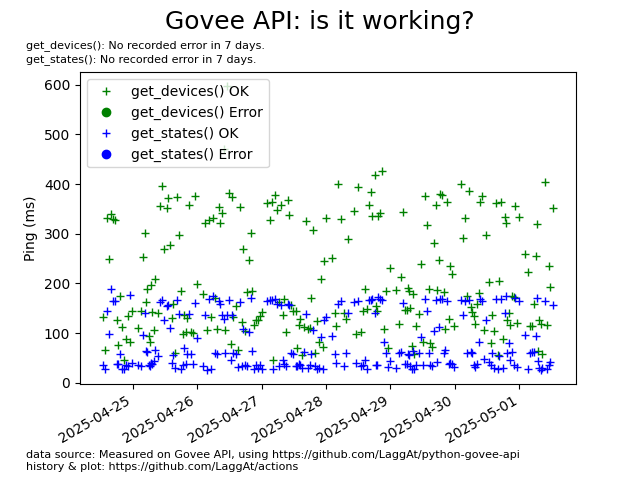 Govee API: is it working?
get_devices(): No recorded error in 7 days.
get_states(): No recorded error in 7 days.
600
500
400
300
200
100
0
Ping (ms)
get_devices() OK
get_devices() Error
get_states() OK
get_states() Error
2025-04-25
2025-04-26
2025-04-27
2025-04-28
2025-04-29
2025-04-30
2025-05-01
data source: Measured on Govee API, using https://github.com/LaggAt/python-govee-api
history & plot: https://github.com/LaggAt/actions